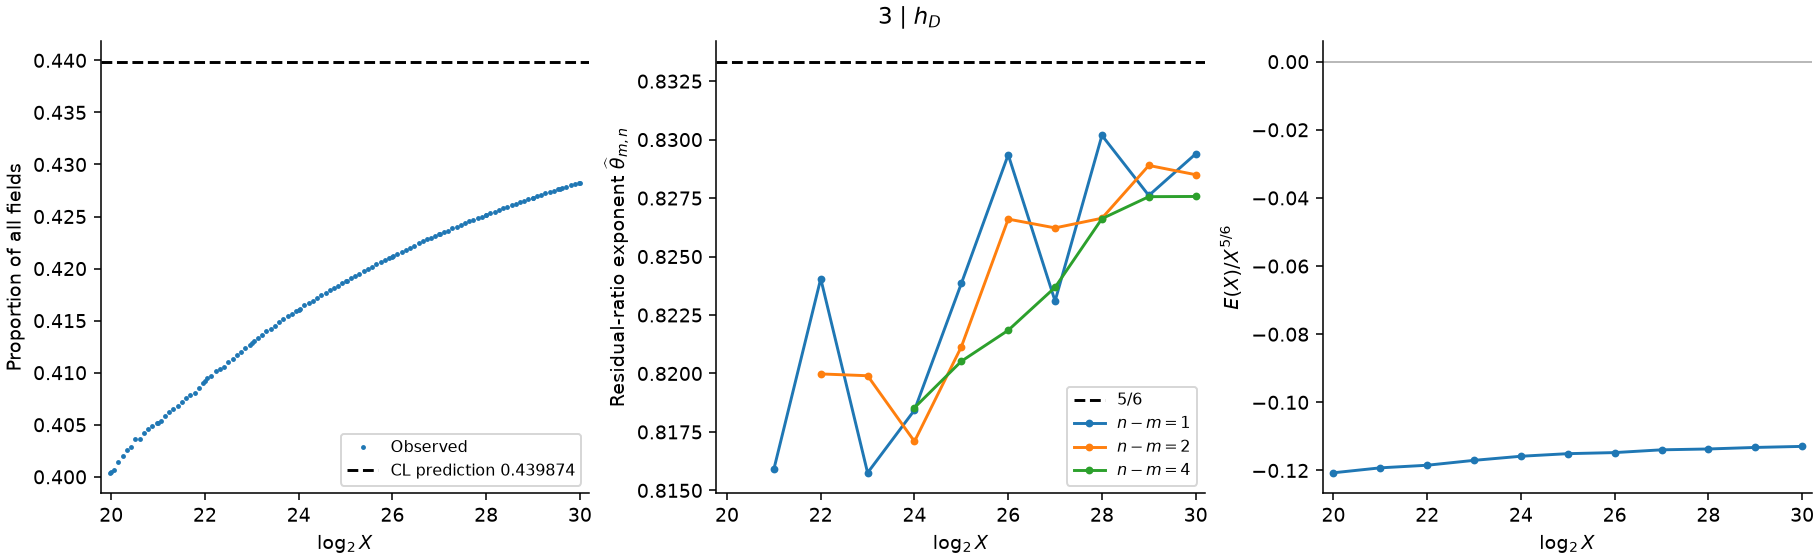 3 | h_D
Proportion of all fields
0.440
0.435
0.430
0.425
0.420
0.415
0.410
0.405
0.400
Observed
CL prediction 0.439874
20 22 24 26 28 30
log₂ X
Residual-ratio exponent θ̂_{m,n}
0.8325
0.8300
0.8275
0.8250
0.8225
0.8200
0.8175
0.8150
5/6
n − m = 1
n − m = 2
n − m = 4
20 22 24 26 28 30
log₂ X
E(X)/X^{5/6}
0.00
−0.02
−0.04
−0.06
−0.08
−0.10
−0.12
20 22 24 26 28 30
log₂ X